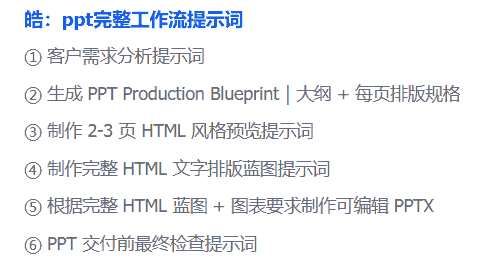 皓：ppt完整工作流提示词
① 客户需求分析提示词
② 生成 PPT Production Blueprint｜大纲 + 每页排版规格
③ 制作 2-3 页 HTML 风格预览提示词
④ 制作完整 HTML 文字排版蓝图提示词
⑤ 根据完整 HTML 蓝图 + 图表要求制作可编辑 PPTX
⑥ PPT 交付前最终检查提示词